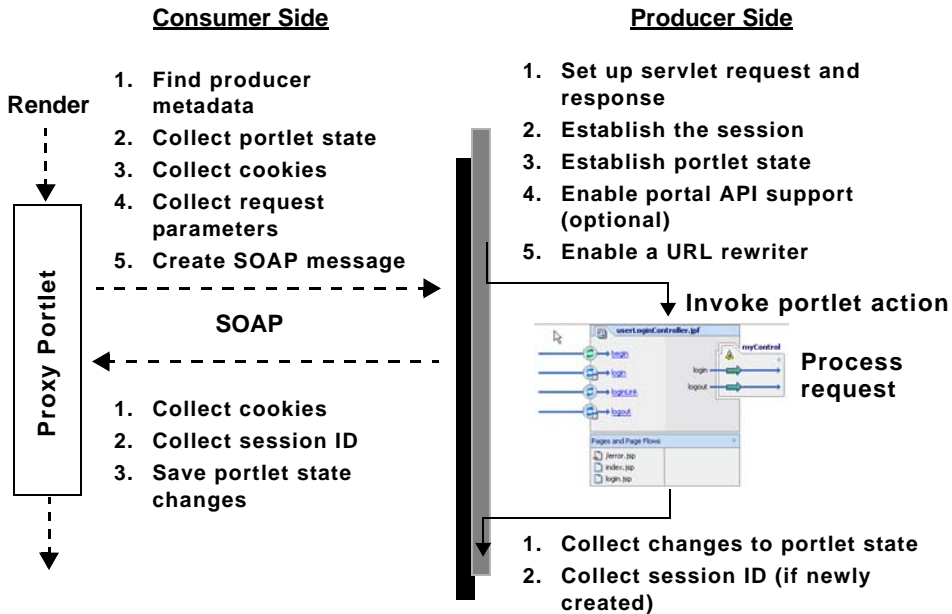 Consumer Side
Producer Side
Render
1. Find producer
metadata
2. Collect portlet state
3. Collect cookies
4. Collect request
parameters
5. Create SOAP message
SOAP
Proxy Portlet
1. Collect cookies
2. Collect session ID
3. Save portlet state
changes
1. Set up servlet request and
response
2. Establish the session
3. Establish portlet state
4. Enable portal API support
(optional)
5. Enable a URL rewriter
Invoke portlet action
userLoginController.jpf
begin
login
loginLink
logout
myControl
login
logout
Pages and Page Flows
/error.jsp
index.jsp
login.jsp
Process
request
1. Collect changes to portlet state
2. Collect session ID (if newly
created)